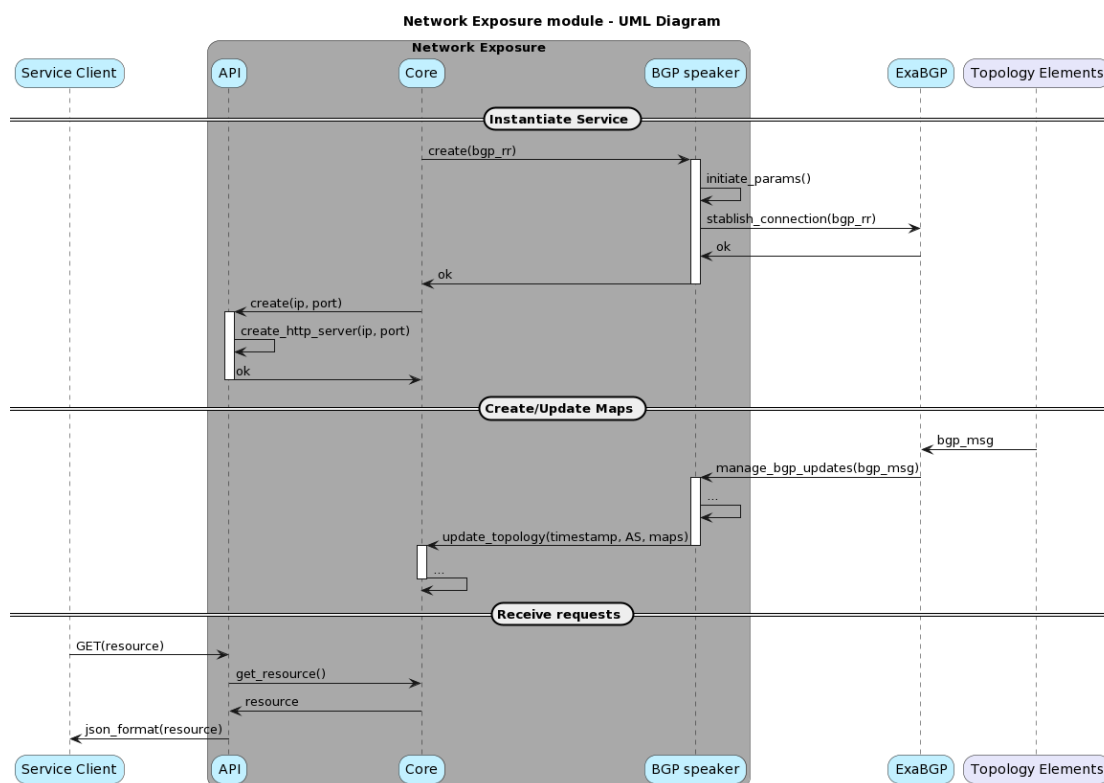 Network Exposure module - UML Diagram
Network Exposure
Service Client
API
Core
BGP speaker
ExaBGP
Topology Elements
Instantiate Service
create(bgp_rr)
initiate_params()
stablish_connection(bgp_rr)
ok
ok
create(ip, port)
create_http_server(ip, port)
ok
Create/Update Maps
bgp_msg
manage_bgp_updates(bgp_msg)
...
update_topology(timestamp, AS, maps)
...
Receive requests
GET(resource)
get_resource()
resource
json_format(resource)
Service Client
API
Core
BGP speaker
ExaBGP
Topology Elements